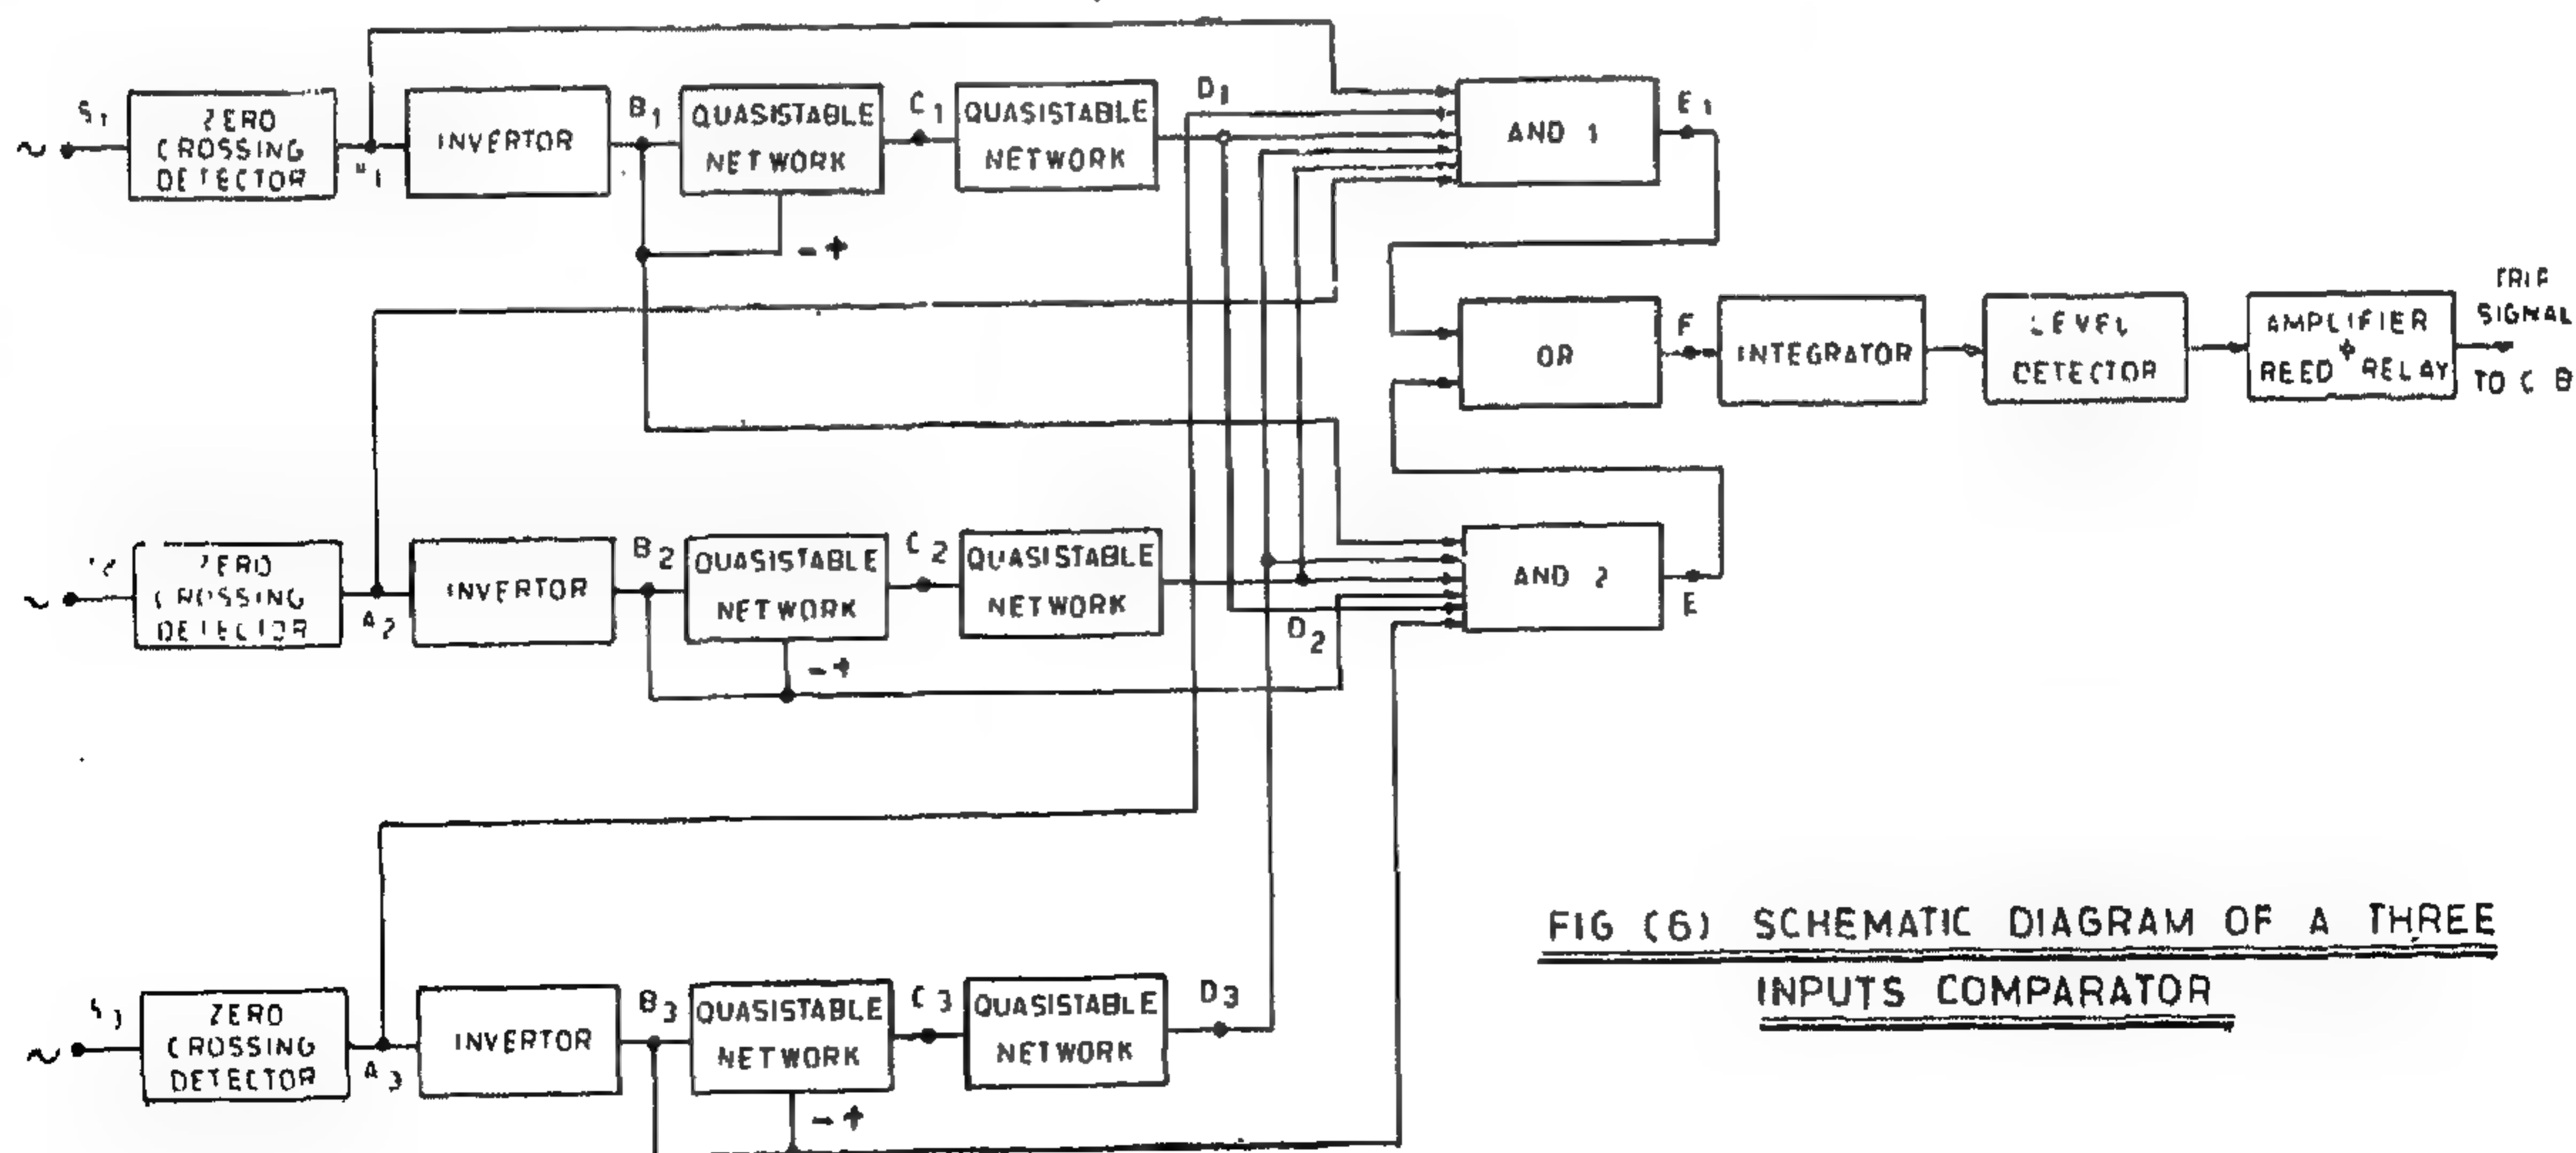 S1
ZERO
CROSSING
DETECTOR
INVERTOR
B1
QUASISTABLE
NETWORK
C1
QUASISTABLE
NETWORK
D1
AND 1
E1
- +
OR
F
INTEGRATOR
LEVEL
DETECTOR
AMPLIFIER
+
REED RELAY
TRIP
SIGNAL
TO C B
ZERO
CROSSING
DETECTOR
A2
INVERTOR
B2
QUASISTABLE
NETWORK
C2
QUASISTABLE
NETWORK
D2
AND 2
E
- +
ZERO
CROSSING
DETECTOR
A3
INVERTOR
B3
QUASISTABLE
NETWORK
C3
QUASISTABLE
NETWORK
D3
- +
FIG (6) SCHEMATIC DIAGRAM OF A THREE
INPUTS COMPARATOR